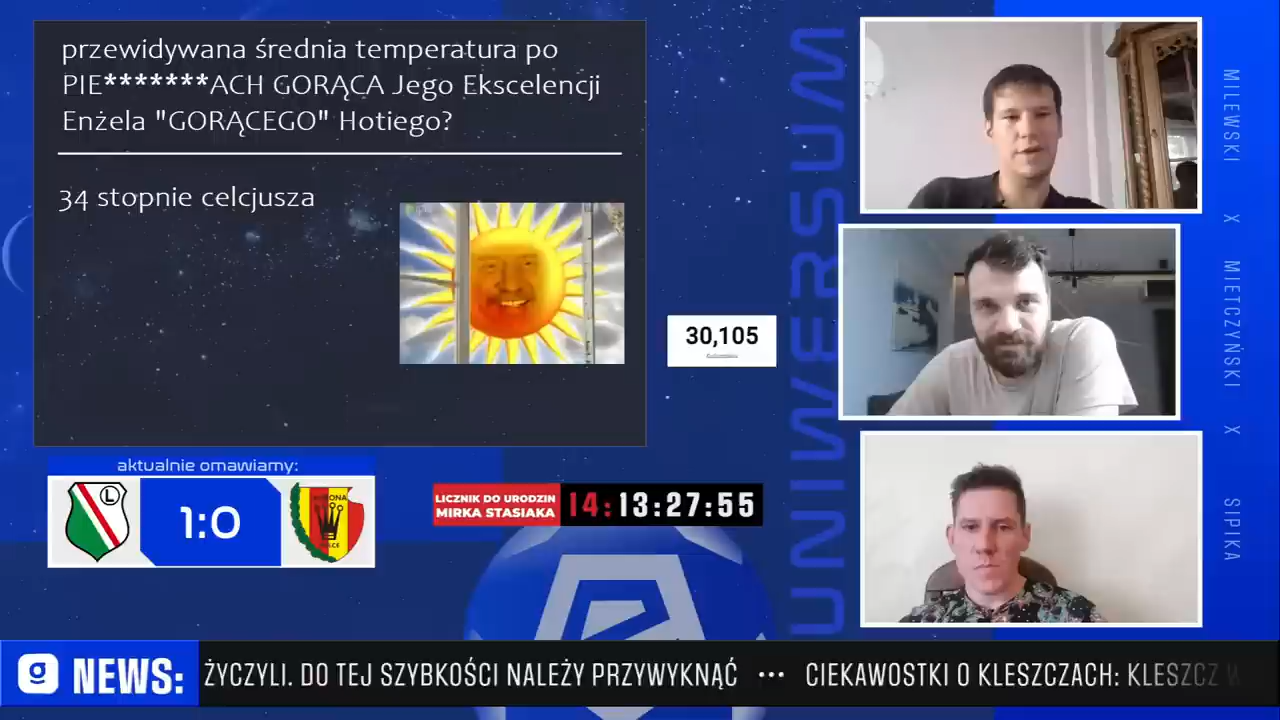 przewidywana średnia temperatura po
PIE*******ACH GORĄCA Jego Ekscelencji
Enżela "GORĄCEGO" Hotiego?
34 stopnie celcjusza
30,105
aktualnie omawiamy:
L
1:0
KORONA
KIELCE
LICZNIK DO URODZIN
MIRKA STASIAKA
14:13:27:55
UNIWERSUM
MILEWSKI X MIETCZYŃSKI X SIPIKA
g NEWS:
ŻYCZYLI. DO TEJ SZYBKOŚCI NALEŻY PRZYWYKNĄĆ ••• CIEKAWOSTKI O KLESZCZACH: KLESZCZ W